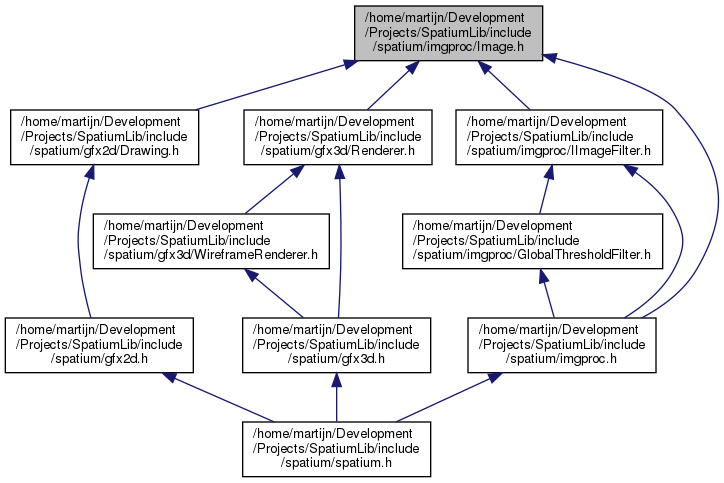 /home/martijn/Development
/Projects/SpatiumLib/include
/spatium/imgproc/Image.h
/home/martijn/Development
/Projects/SpatiumLib/include
/spatium/gfx2d/Drawing.h
/home/martijn/Development
/Projects/SpatiumLib/include
/spatium/gfx3d/Renderer.h
/home/martijn/Development
/Projects/SpatiumLib/include
/spatium/imgproc/IImageFilter.h
/home/martijn/Development
/Projects/SpatiumLib/include
/spatium/gfx3d/WireframeRenderer.h
/home/martijn/Development
/Projects/SpatiumLib/include
/spatium/imgproc/GlobalThresholdFilter.h
/home/martijn/Development
/Projects/SpatiumLib/include
/spatium/gfx2d.h
/home/martijn/Development
/Projects/SpatiumLib/include
/spatium/gfx3d.h
/home/martijn/Development
/Projects/SpatiumLib/include
/spatium/imgproc.h
/home/martijn/Development
/Projects/SpatiumLib/include
/spatium/spatium.h